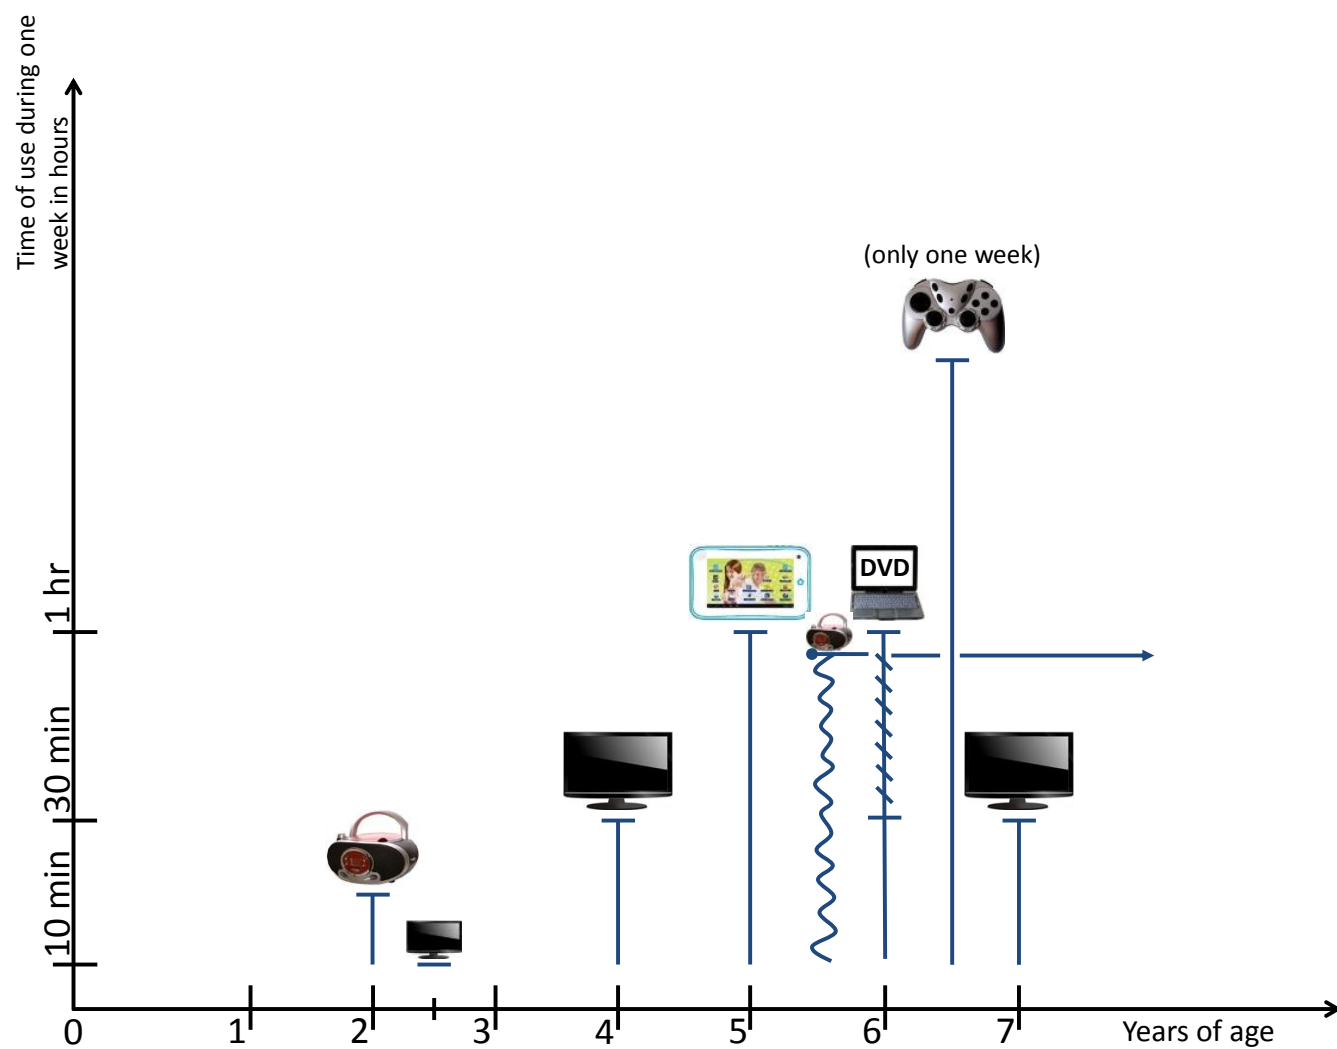 Time of use during one
week in hours
(only one week)
DVD
1 hr
30 min
10 min
0 1 2 3 4 5 6 7 Years of age